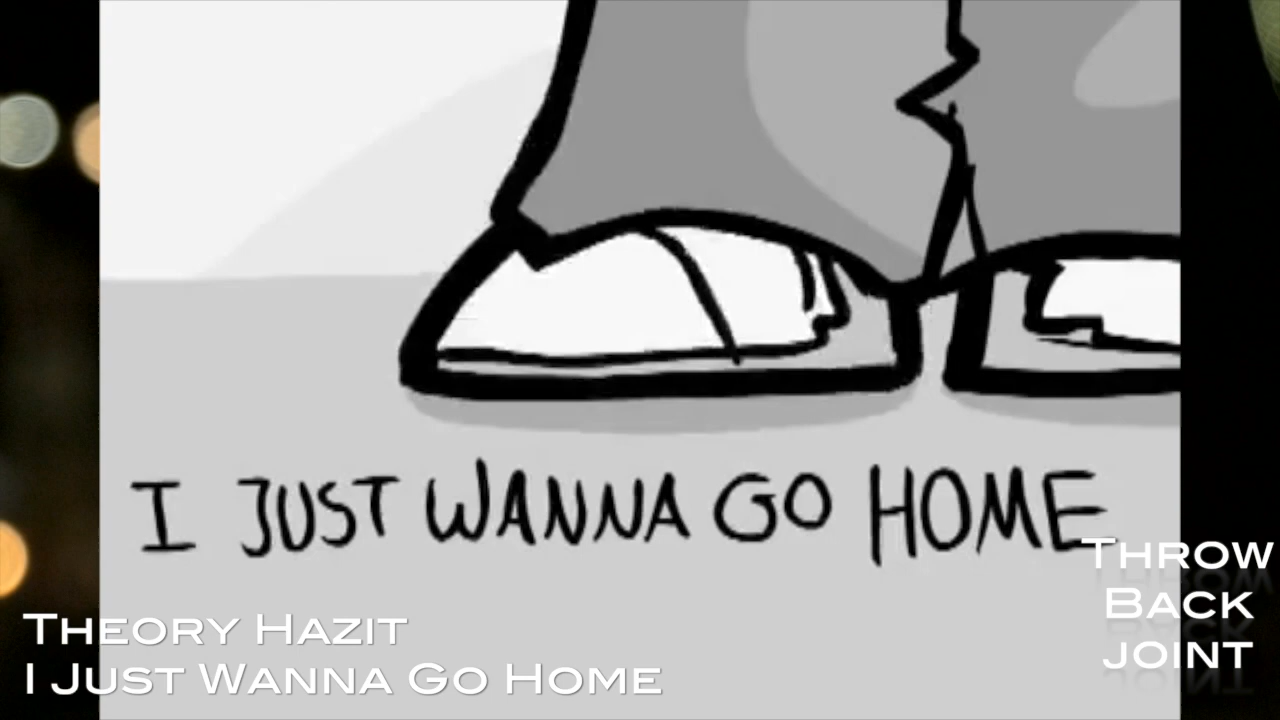 I JUST WANNA GO HOME
THROW
BACK
JOINT
THEORY HAZIT
I JUST WANNA GO HOME